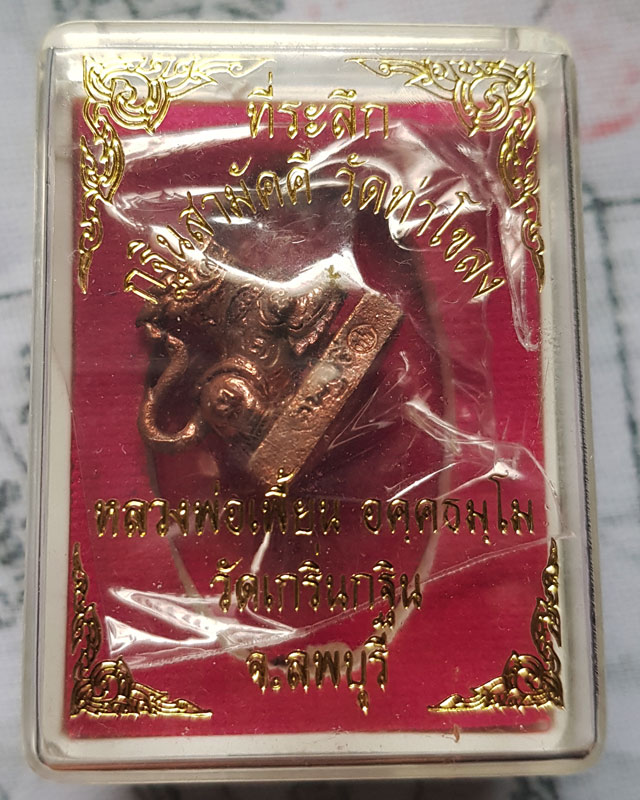 ที่ระลึก
กฐินสามัคคี วัดท่าโขลง
หลวงพ่อเพี้ยน อคฺคธมฺโม
วัดเกริ่นกฐิน
จ.ลพบุรี